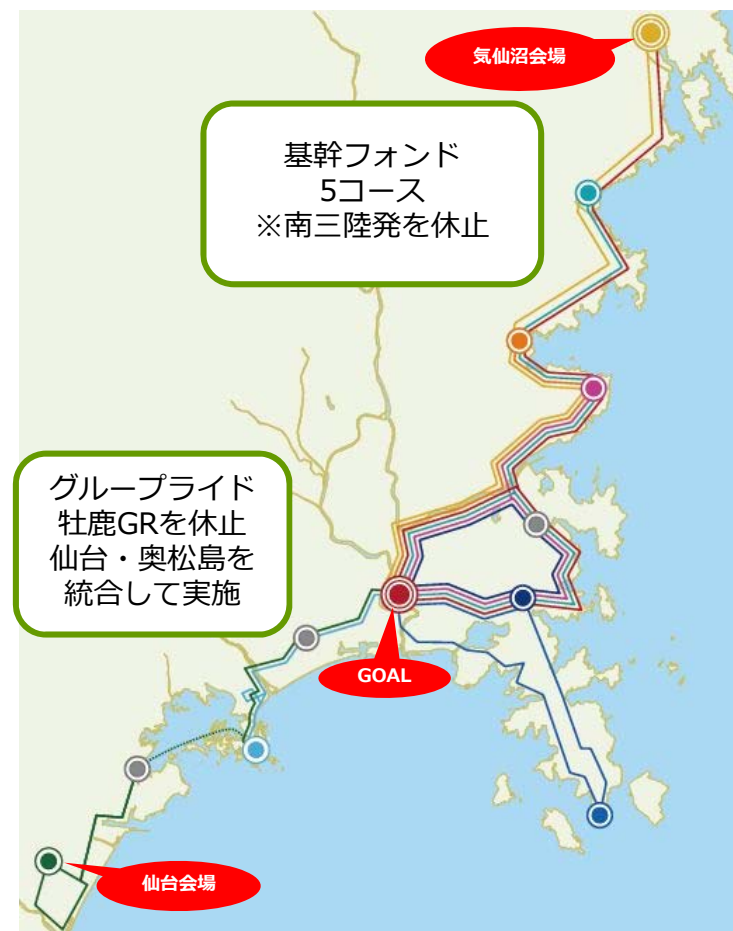 気仙沼会場
基幹フォンド
5コース
※南三陸発を休止
グループライド
牡鹿GRを休止
仙台・奥松島を
統合して実施
GOAL
仙台会場